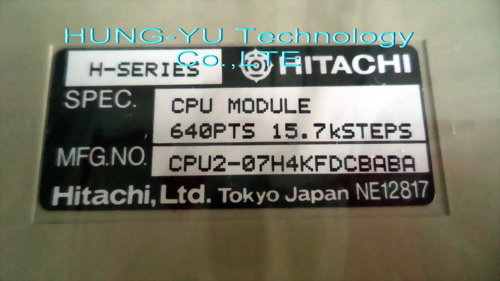 HUNG-YU Technology
Co.,LTE
H-SERIES HITACHI
SPEC. CPU MODULE
640PTS 15.7kSTEPS
MFG.NO. CPU2-07H4KFDCBABA
Hitachi,Ltd. Tokyo Japan NE12817